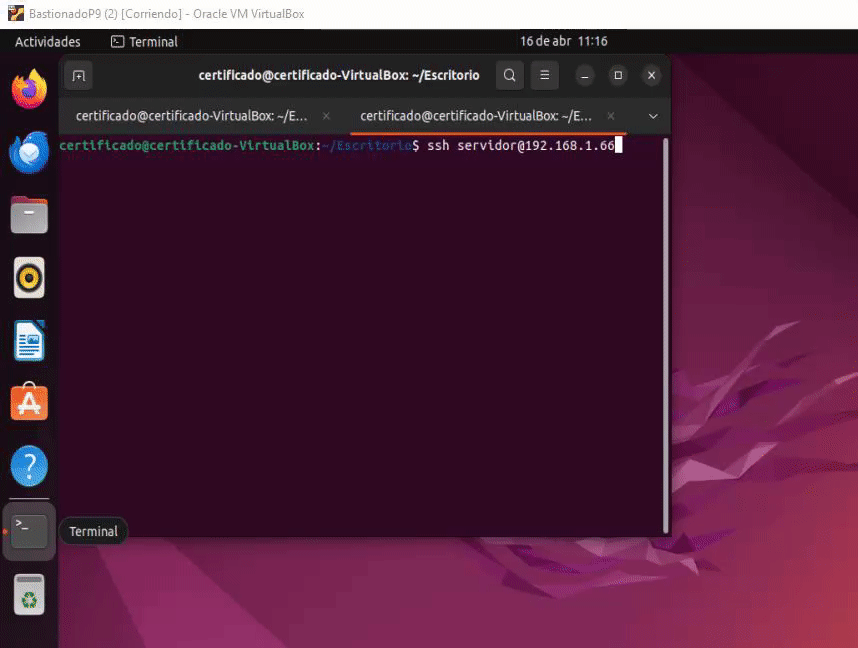 BastionadoP9 (2) [Corriendo] - Oracle VM VirtualBox
Actividades Terminal 16 de abr 11:16
certificado@certificado-VirtualBox: ~/Escritorio
certificado@certificado-VirtualBox: ~/E... × certificado@certificado-VirtualBox: ~/E... ×
certificado@certificado-VirtualBox:~/Escritorio$ ssh servidor@192.168.1.66
Terminal